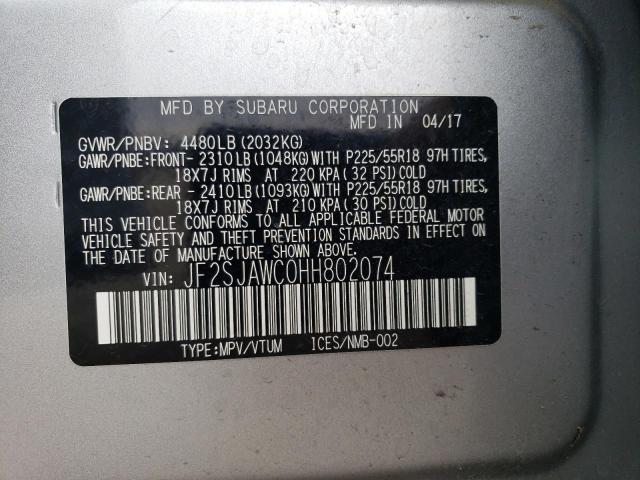 MFD BY SUBARU CORPORATION
MFD IN 04/17
GVWR/PNBV: 4480LB(2032KG)
GAWR/PNBE:FRONT- 2310LB(1048KG)WITH P225/55R18 97H TIRES,
18X7J RIMS AT 220 KPA(32 PSI)COLD
GAWR/PNBE:REAR - 2410LB(1093KG)WITH P225/55R18 97H TIRES,
18X7J RIMS AT 210 KPA(30 PSI)COLD
THIS VEHICLE CONFORMS TO ALL APPLICABLE FEDERAL MOTOR
VEHICLE SAFETY AND THEFT PREVENTION STANDARDS IN EFFECT ON
THE DATE OF MANUFACTURE SHOWN ABOVE.
VIN: JF2SJAWC0HH802074
TYPE:MPV/VTUM ICES/NMB-002